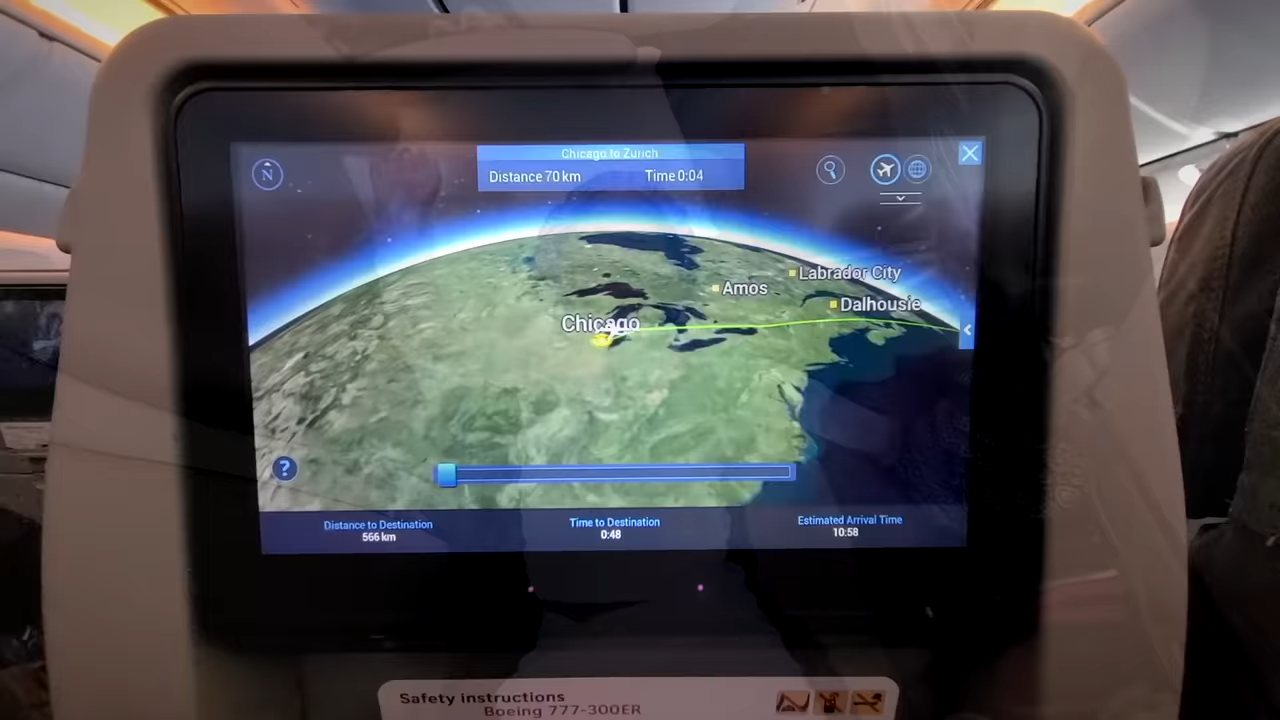 N
Chicago to Zurich
Distance 70 km Time 0:04
Labrador City
Amos
Dalhousie
Chicago
?
Distance to Destination
566 km
Time to Destination
0:48
Estimated Arrival Time
10:58
Safety instructions
Boeing 777-300ER